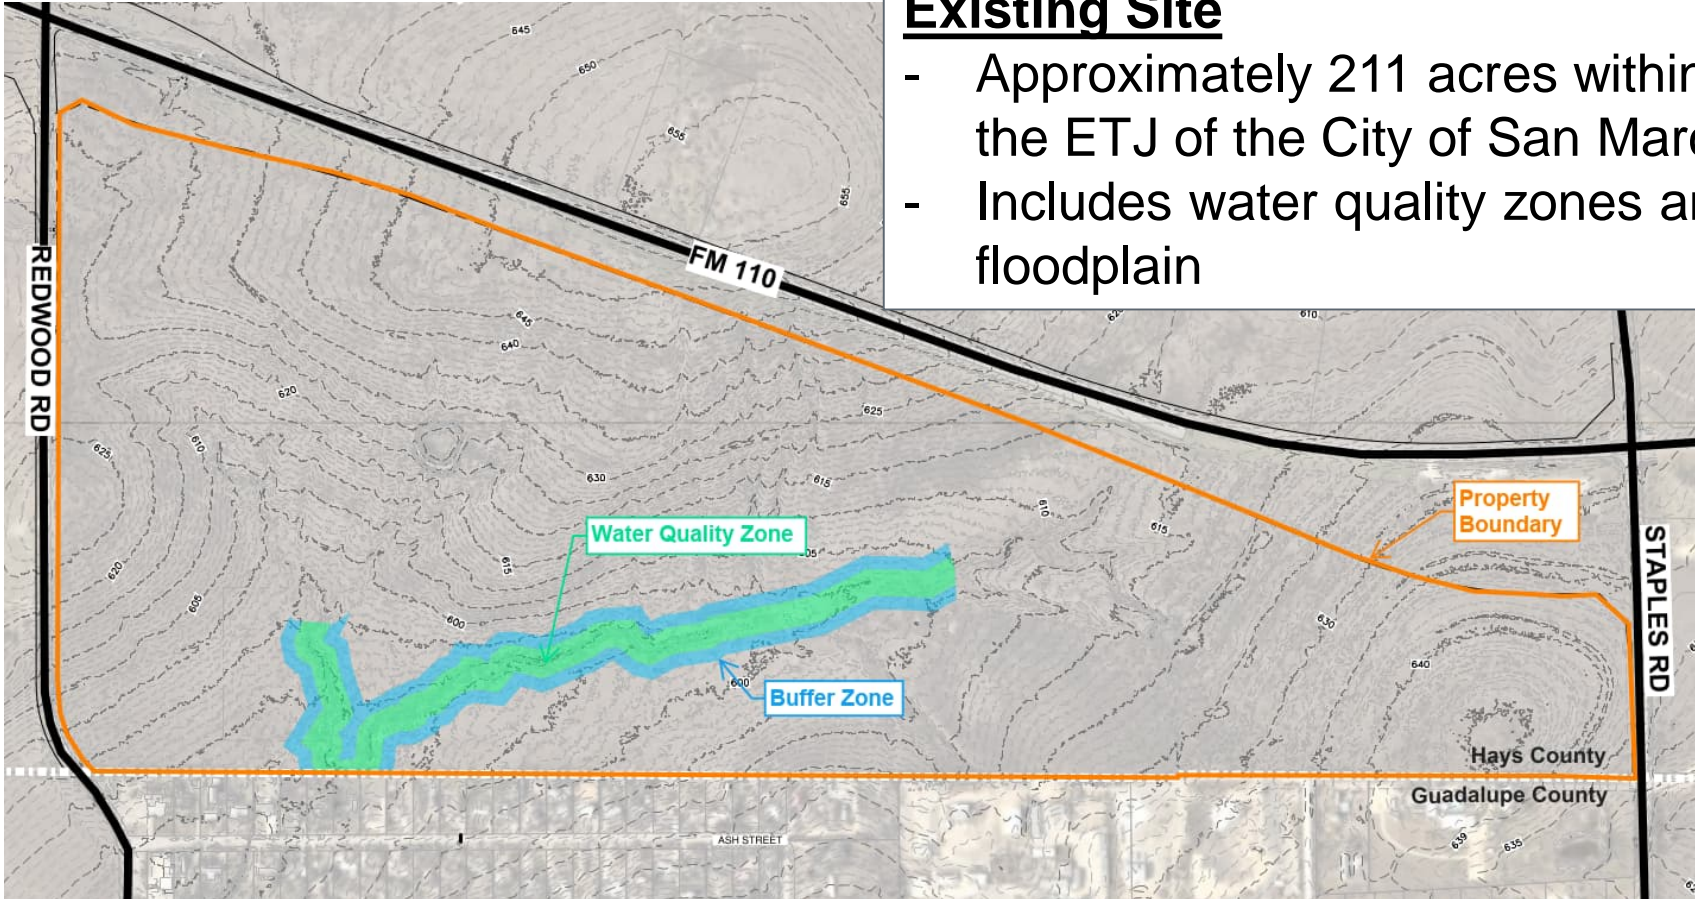 Existing Site
- Approximately 211 acres within
the ETJ of the City of San
- Includes water quality zones
floodplain
645
650
655
655
FM 110
REDWOOD RD
645
640
620
610
625
625
610
630
615
610
615
Property
Boundary
Water Quality Zone
615
620
605
600
STAPLES RD
630
640
600
Buffer Zone
Hays County
Guadalupe County
ASH STREET
639
635